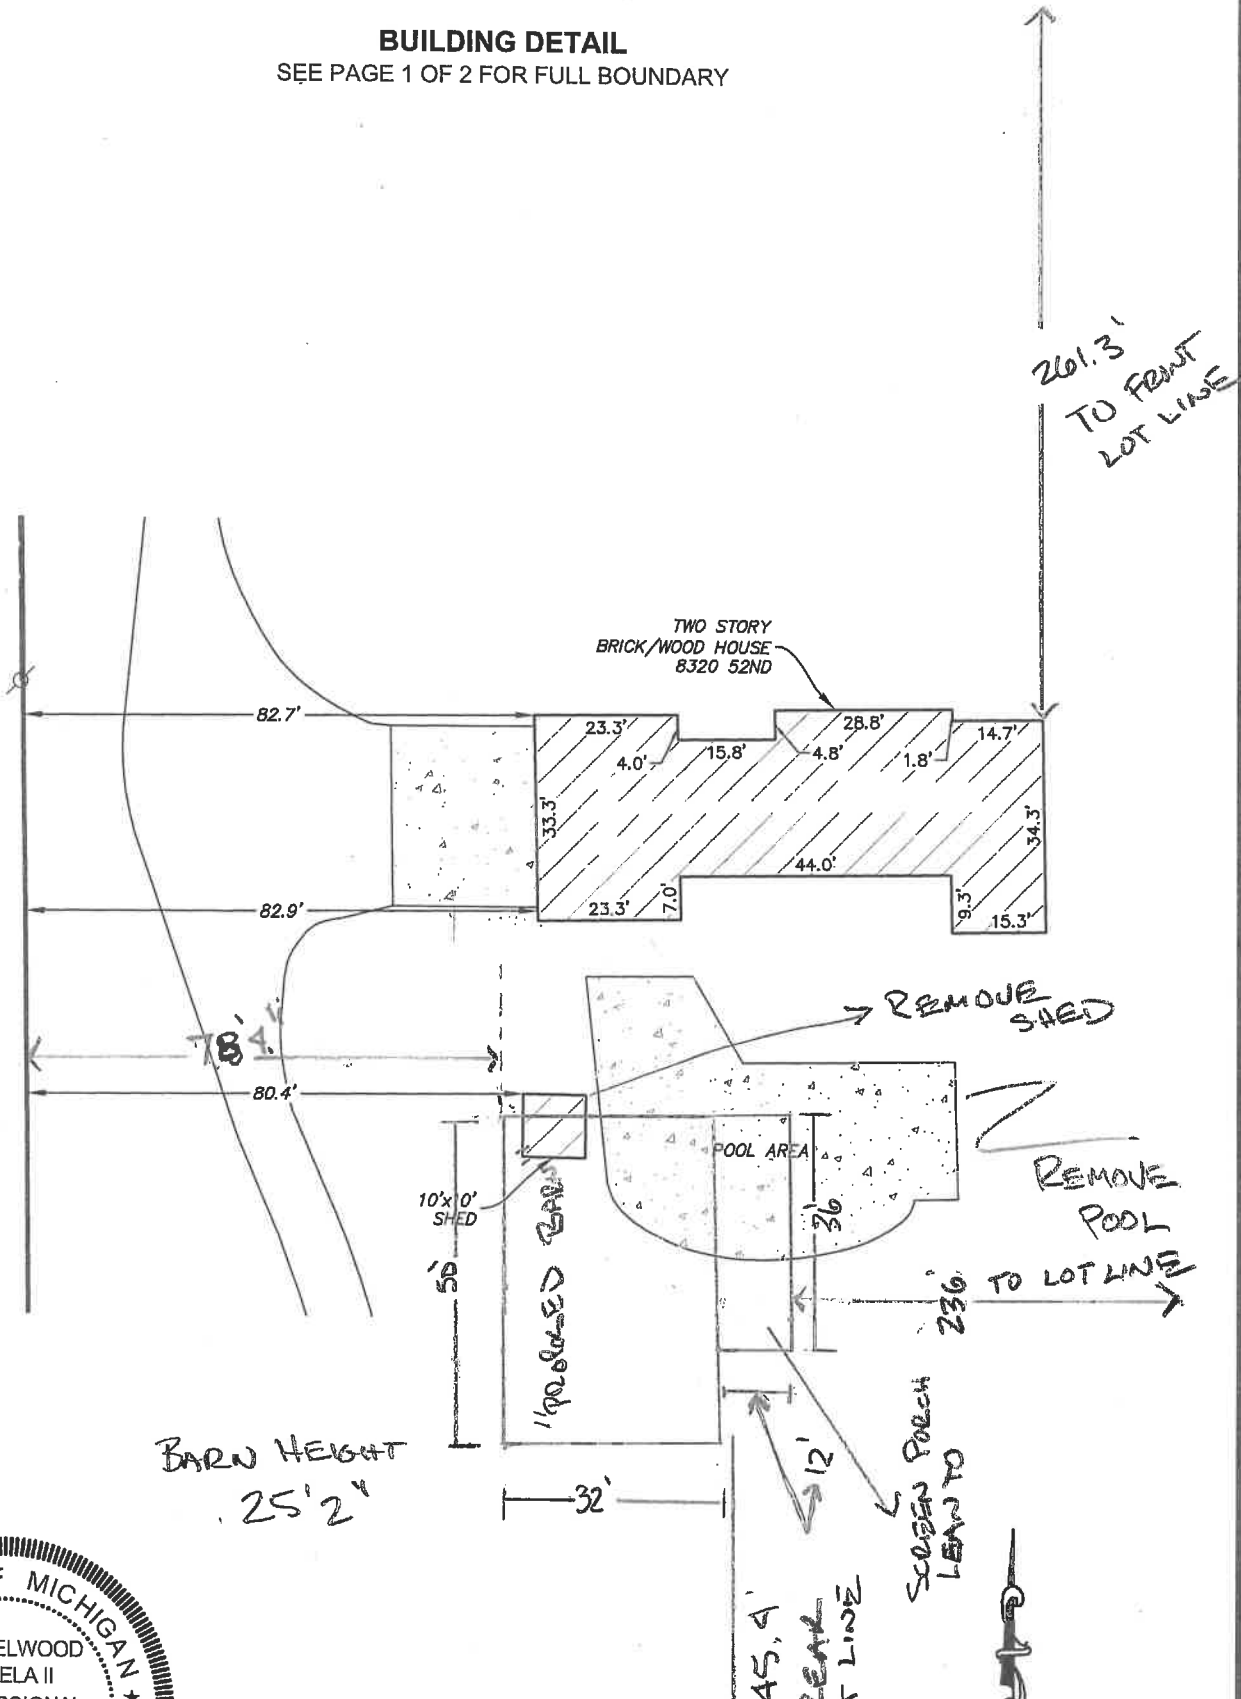 BUILDING DETAIL
SEE PAGE 1 OF 2 FOR FULL BOUNDARY
261.3'
TO FRONT
LOT LINE
TWO STORY
BRICK/WOOD HOUSE
8320 52ND
82.7'
23.3'
28.8'
14.7'
4.0'
15.8'
4.8'
1.8'
33.3'
34.3'
44.0'
82.9'
23.3'
7.0'
9.3'
15.3'
REMOVE
SHED
80.4'
POOL AREA
10'x10'
SHED
REMOVE
POOL
36'
50'
PROPOSED BARN
236' TO LOT LINE
BARN HEIGHT
25'2"
32'
12'
SCREEN PORCH
LEAN TO
45.4'
LINE
MICHIGAN